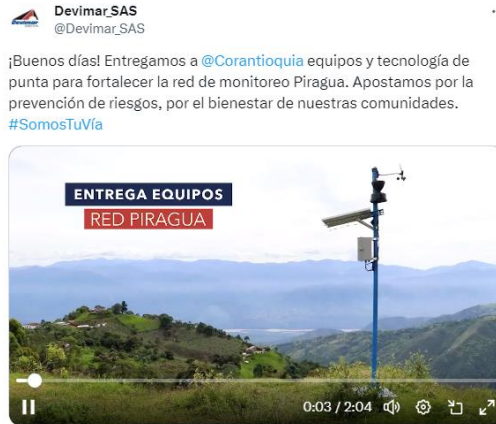 Devimar_SAS
@Devimar_SAS
¡Buenos días! Entregamos a @Corantioquia equipos y tecnología de
punta para fortalecer la red de monitoreo Piragua. Apostamos por la
prevención de riesgos, por el bienestar de nuestras comunidades.
#SomosTuVía
ENTREGA EQUIPOS
RED PIRAGUA
0:03 / 2:04